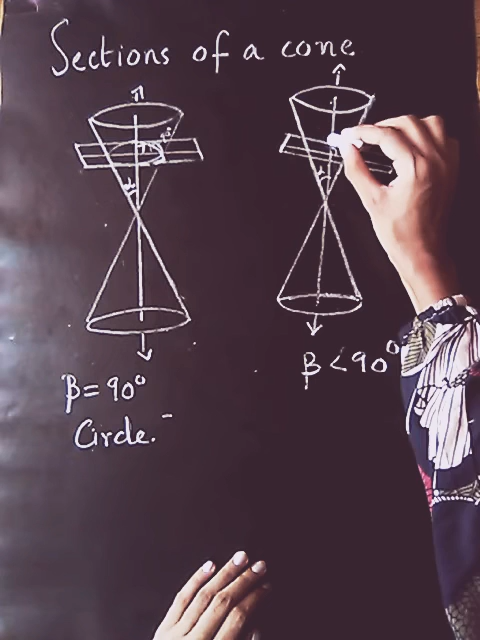 Sections of a cone
β = 90°
Circle.
β < 90°